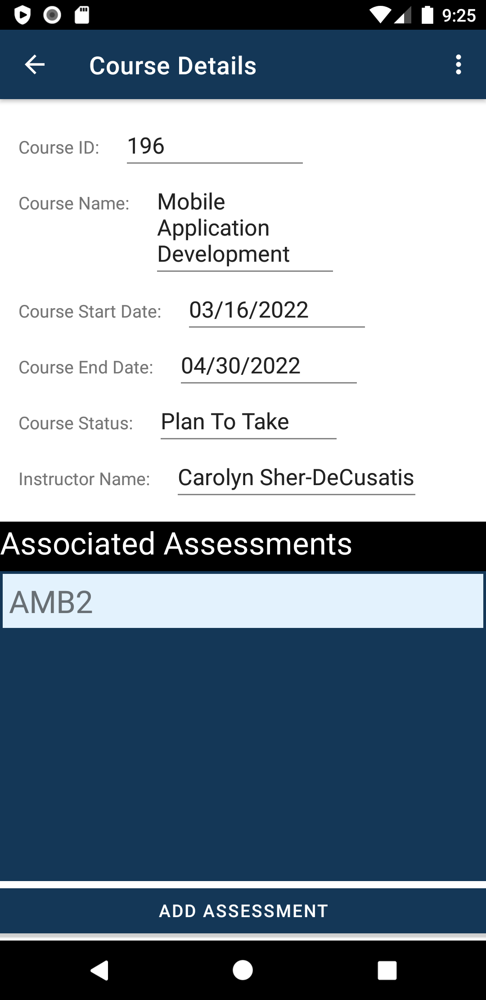 9:25
Course Details
Course ID: 196
Course Name: Mobile
Application
Development
Course Start Date: 03/16/2022
Course End Date: 04/30/2022
Course Status: Plan To Take
Instructor Name: Carolyn Sher-DeCusatis
Associated Assessments
AMB2
ADD ASSESSMENT